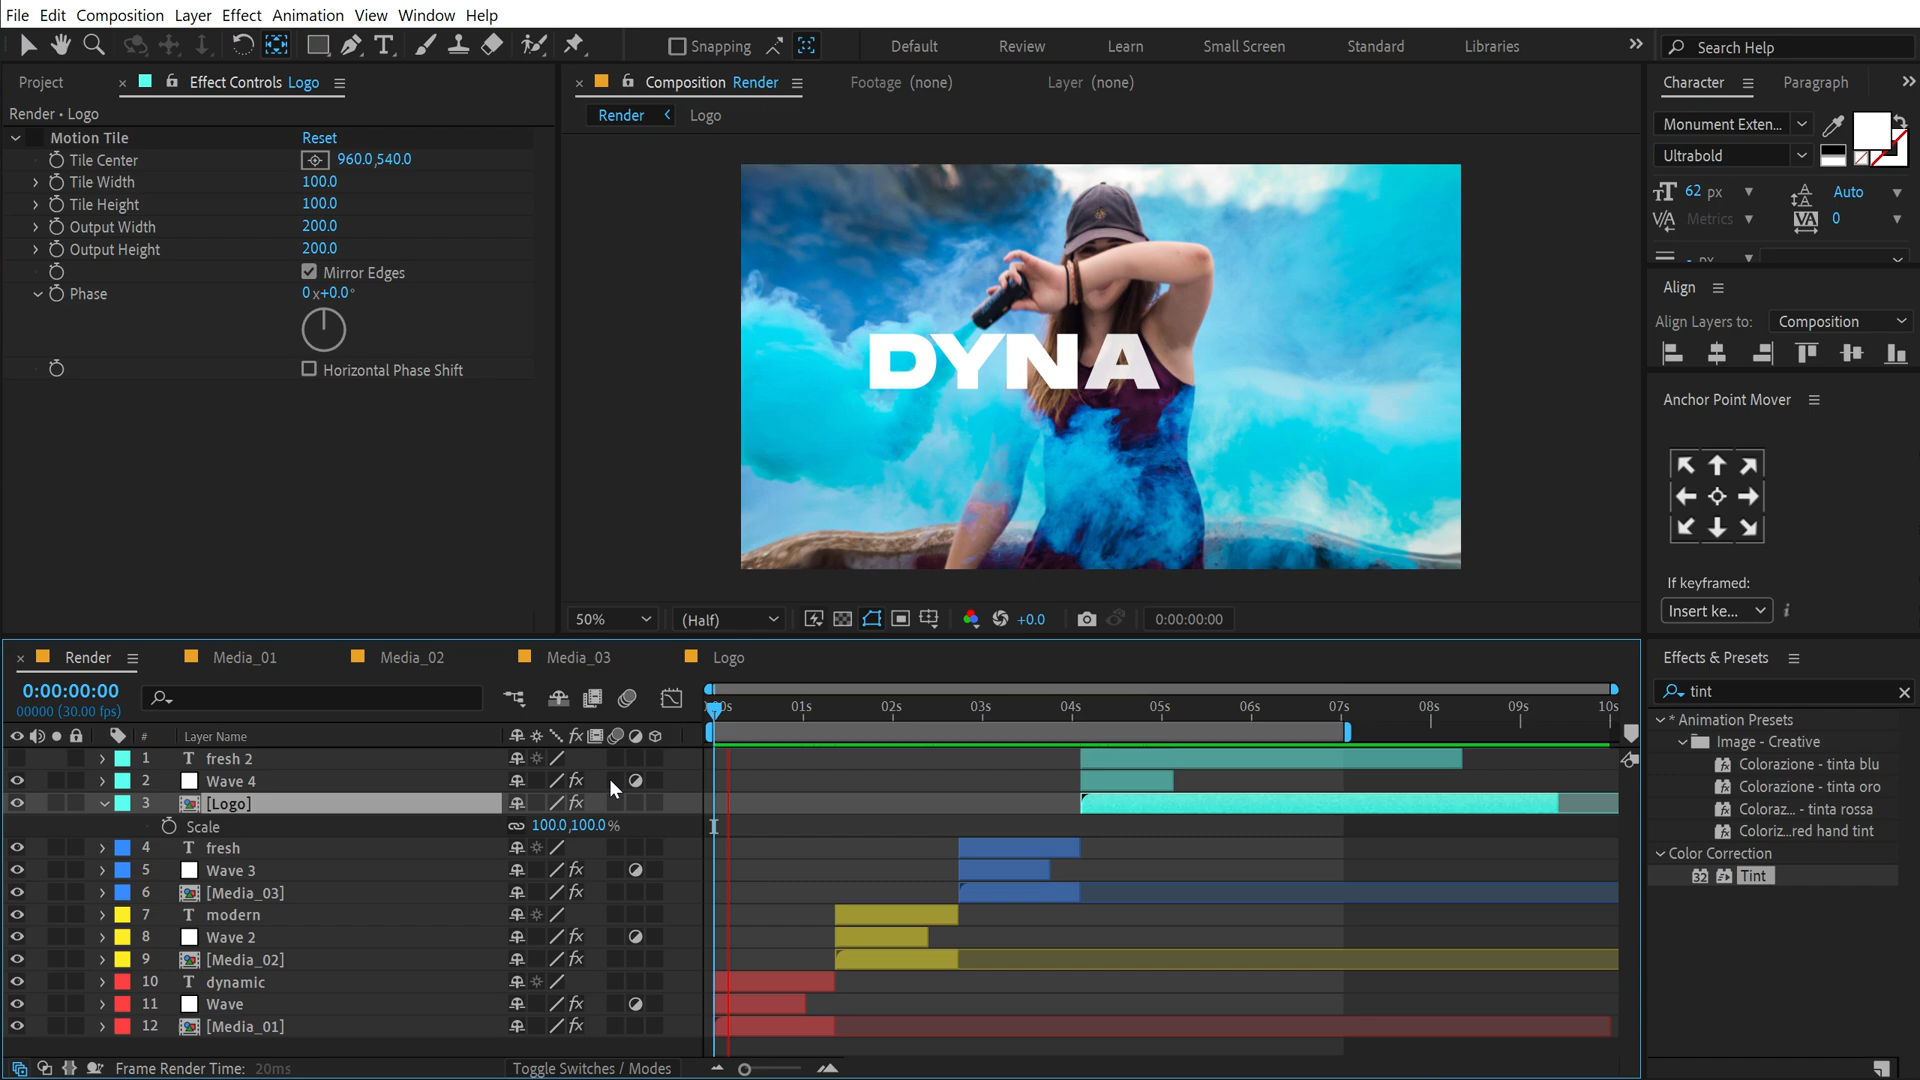 File Edit Composition Layer Effect Animation View Window Help
Snapping
Default Review Learn Small Screen Standard Libraries
Search Help
Project
Effect Controls Logo
Render • Logo
Motion Tile Reset
Tile Center 960.0,540.0
Tile Width 100.0
Tile Height 100.0
Output Width 200.0
Output Height 200.0
Mirror Edges
Phase 0x+0.0°
Horizontal Phase Shift
Composition Render
Footage (none)
Layer (none)
Render
Logo
DYNA
50% (Half) +0.0 0:00:00:00
Character Paragraph
Monument Exten...
Ultrabold
62 px Auto
Metrics 0
Align
Align Layers to: Composition
Anchor Point Mover
If keyframed:
Insert ke...
Render Media_01 Media_02 Media_03 Logo
0:00:00:00
00000 (30.00 fps)
01s 02s 03s 04s 05s 06s 07s 08s 09s 10s
# Layer Name
1 T fresh 2
2 Wave 4 fx
3 [Logo] fx
Scale 100.0,100.0%
4 T fresh
5 Wave 3 fx
6 [Media_03] fx
7 T modern
8 Wave 2 fx
9 [Media_02] fx
10 T dynamic
11 Wave fx
12 [Media_01] fx
Frame Render Time: 20ms
Toggle Switches / Modes
Effects & Presets
tint
* Animation Presets
Image - Creative
Colorazione - tinta blu
Colorazione - tinta oro
Coloraz... - tinta rossa
Coloriz...red hand tint
Color Correction
32 Tint